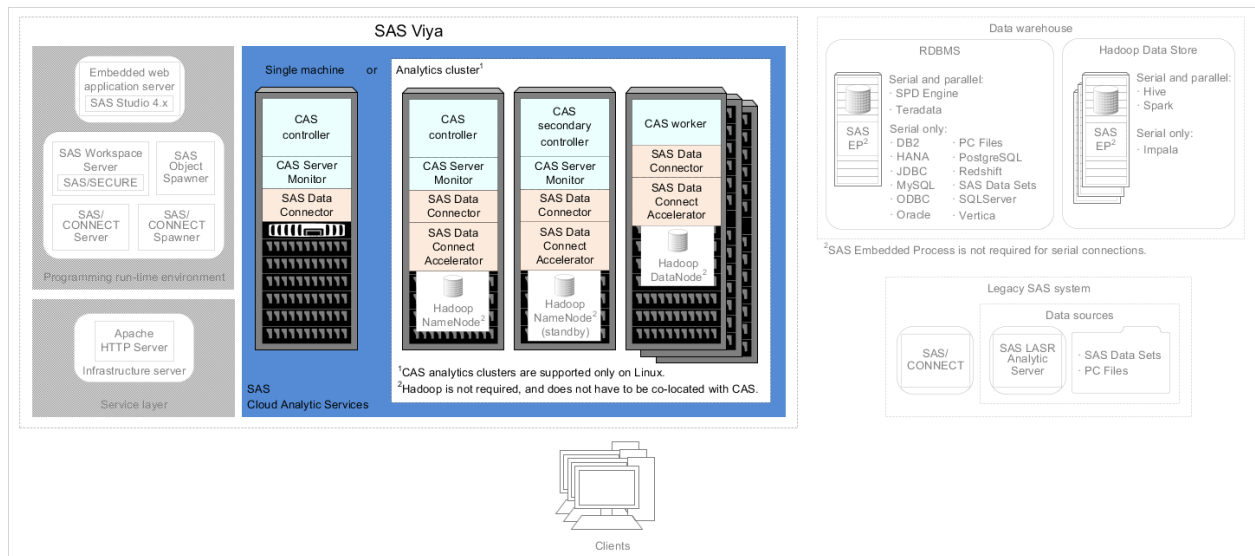 SAS Viya
Embedded web
application server
SAS Studio 4.x
SAS Workspace
Server
SAS/SECURE
SAS
Object
Spawner
SAS/
CONNECT
Server
SAS/
CONNECT
Spawner
Programming run-time environment
Apache
HTTP Server
Infrastructure server
Service layer
Single machine or Analytics cluster¹
CAS
controller
CAS Server
Monitor
SAS Data
Connector
CAS
controller
CAS Server
Monitor
SAS Data
Connector
SAS Data
Connect
Accelerator
Hadoop
NameNode²
CAS
secondary
controller
CAS Server
Monitor
SAS Data
Connector
SAS Data
Connect
Accelerator
Hadoop
NameNode²
(standby)
CAS worker
SAS Data
Connector
SAS Data
Connect
Accelerator
Hadoop
DataNode²
¹CAS analytics clusters are supported only on Linux.
²Hadoop is not required, and does not have to be co-located with CAS.
SAS
Cloud Analytic Services
Data warehouse
RDBMS
SAS
EP²
Serial and parallel:
· SPD Engine
· Teradata
Serial only:
· DB2
· HANA
· JDBC
· MySQL
· ODBC
· Oracle
· PC Files
· PostgreSQL
· Redshift
· SAS Data Sets
· SQLServer
· Vertica
Hadoop Data Store
SAS
EP²
Serial and parallel:
· Hive
· Spark
Serial only:
· Impala
²SAS Embedded Process is not required for serial connections.
Legacy SAS system
SAS/
CONNECT
Data sources
SAS LASR
Analytic
Server
· SAS Data Sets
· PC Files
Clients